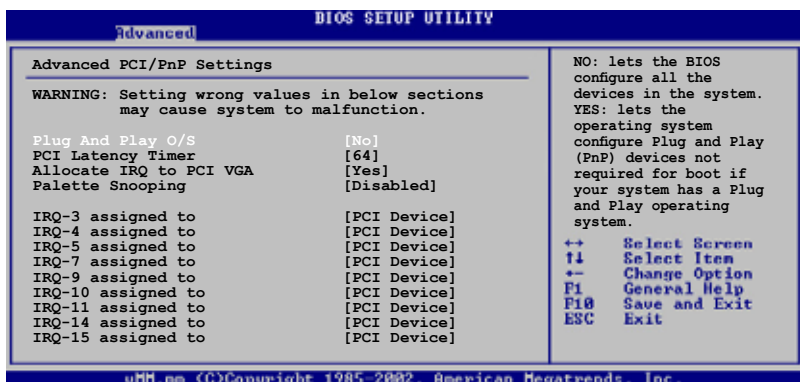 BIOS SETUP UTILITY
Advanced
Advanced PCI/PnP Settings
WARNING: Setting wrong values in below sections
may cause system to malfunction.
Plug And Play O/S [No]
PCI Latency Timer [64]
Allocate IRQ to PCI VGA [Yes]
Palette Snooping [Disabled]
IRQ-3 assigned to [PCI Device]
IRQ-4 assigned to [PCI Device]
IRQ-5 assigned to [PCI Device]
IRQ-7 assigned to [PCI Device]
IRQ-9 assigned to [PCI Device]
IRQ-10 assigned to [PCI Device]
IRQ-11 assigned to [PCI Device]
IRQ-14 assigned to [PCI Device]
IRQ-15 assigned to [PCI Device]
NO: lets the BIOS
configure all the
devices in the system.
YES: lets the
operating system
configure Plug and Play
(PnP) devices not
required for boot if
your system has a Plug
and Play operating
system.
↔ Select Screen
↑↓ Select Item
+- Change Option
F1 General Help
F10 Save and Exit
ESC Exit
(C)Copyright 1985-2002, American Megatrends, Inc.